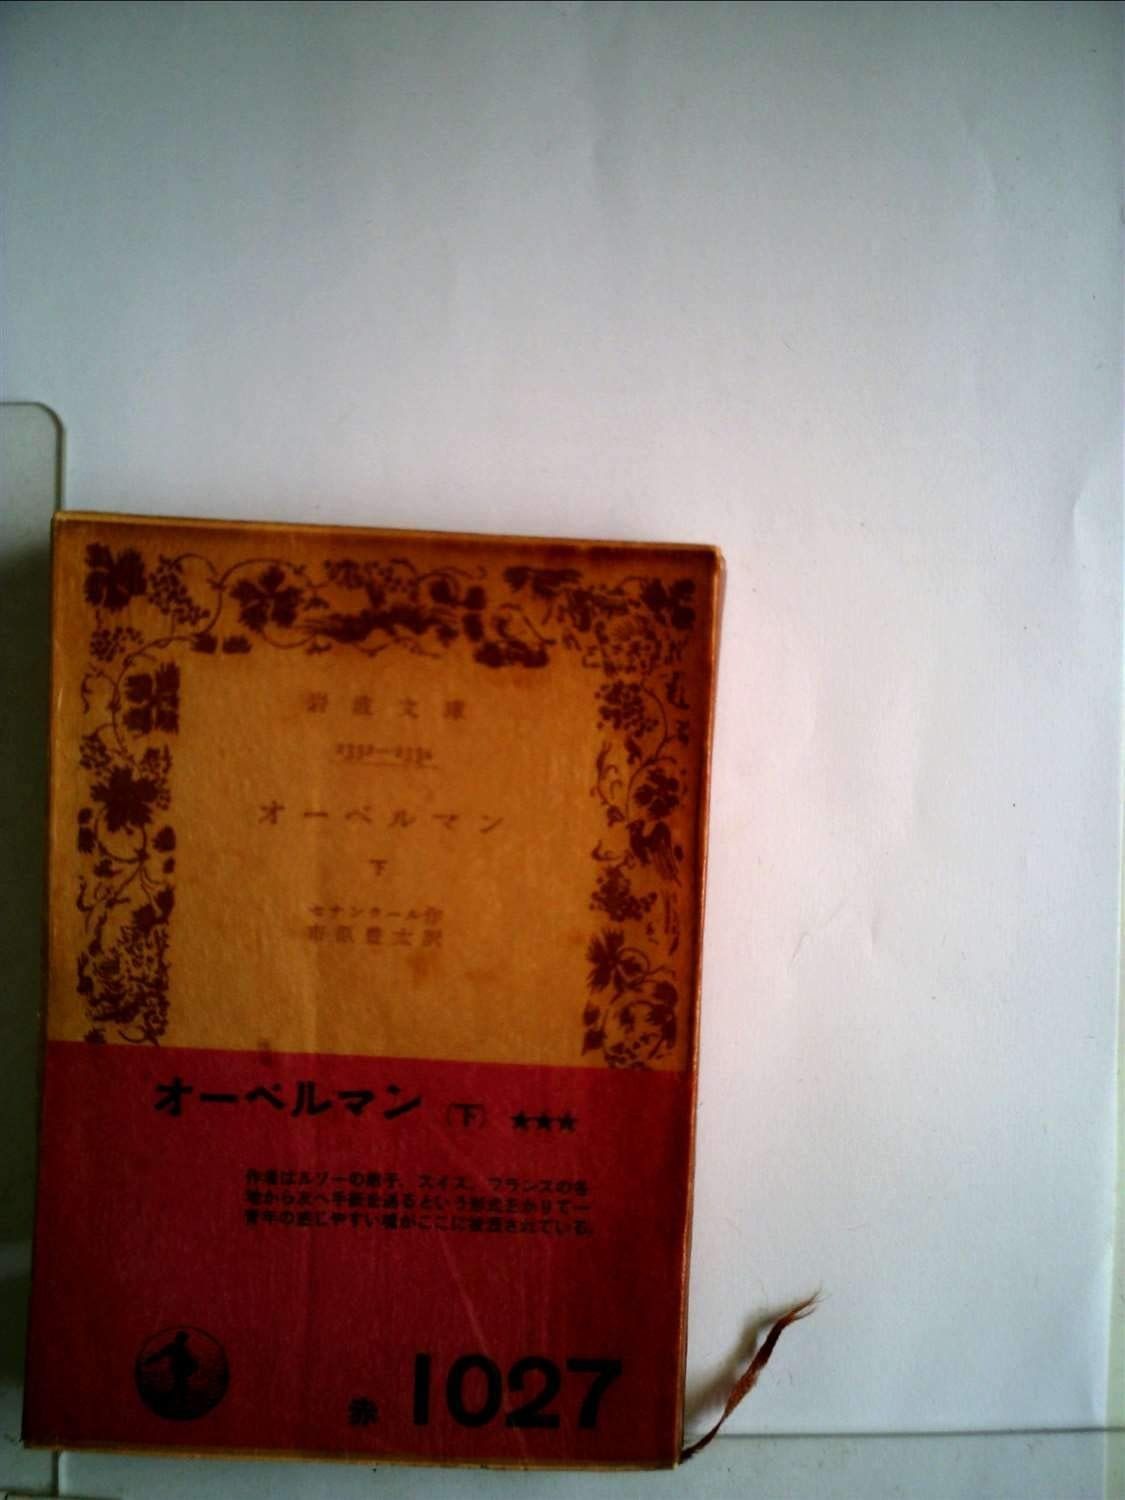 岩波文庫
オーベルマン
下
セナンクール作
市原豊太訳
オーベルマン (下) ★★★
作者はルソーの弟子、スイス、フランスの各
地から友へ手紙を送るという形式をかりて一
青年の感じやすい魂がここに披瀝されている。
赤 1027